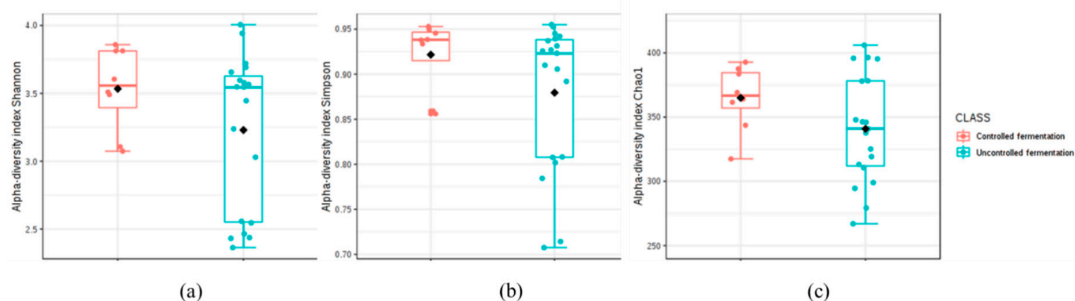 Alpha-diversity index Shannon
4.0
3.5
3.0
2.5
(a)
Alpha-diversity index Simpson
0.95
0.90
0.85
0.80
0.75
0.70
(b)
Alpha-diversity index Chao1
400
350
300
250
(c)
CLASS
Controlled fermentation
Uncontrolled fermentation